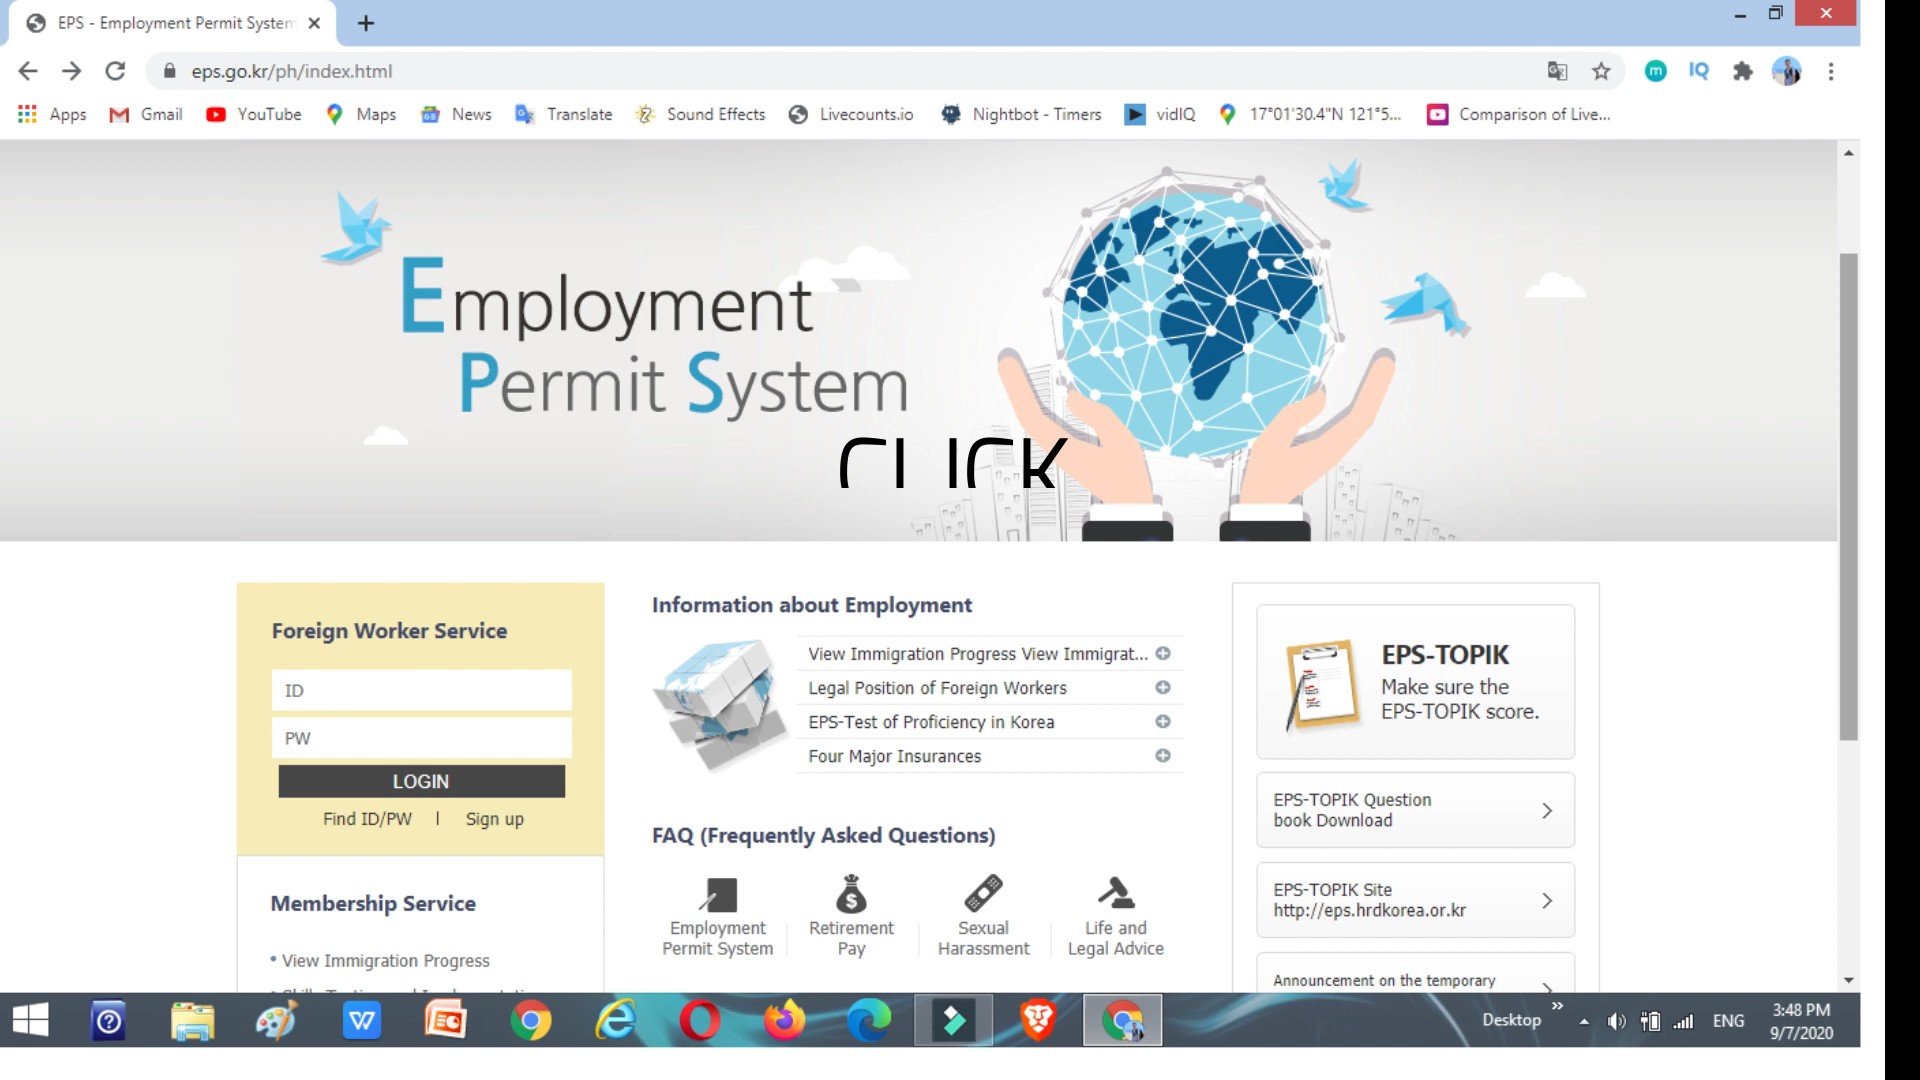 EPS - Employment Permit System
eps.go.kr/ph/index.html
Apps
Gmail
YouTube
Maps
News
Translate
Sound Effects
Livecounts.io
Nightbot - Timers
vidIQ
17°01'30.4"N 121°5...
Comparison of Live...
Employment
Permit System
CLICK
Foreign Worker Service
ID
PW
LOGIN
Find ID/PW | Sign up
Membership Service
• View Immigration Progress
Information about Employment
View Immigration Progress View Immigrat...
Legal Position of Foreign Workers
EPS-Test of Proficiency in Korea
Four Major Insurances
FAQ (Frequently Asked Questions)
Employment
Permit System
Retirement
Pay
Sexual
Harassment
Life and
Legal Advice
EPS-TOPIK
Make sure the
EPS-TOPIK score.
EPS-TOPIK Question
book Download
EPS-TOPIK Site
http://eps.hrdkorea.or.kr
Announcement on the temporary
Desktop
ENG
3:48 PM
9/7/2020